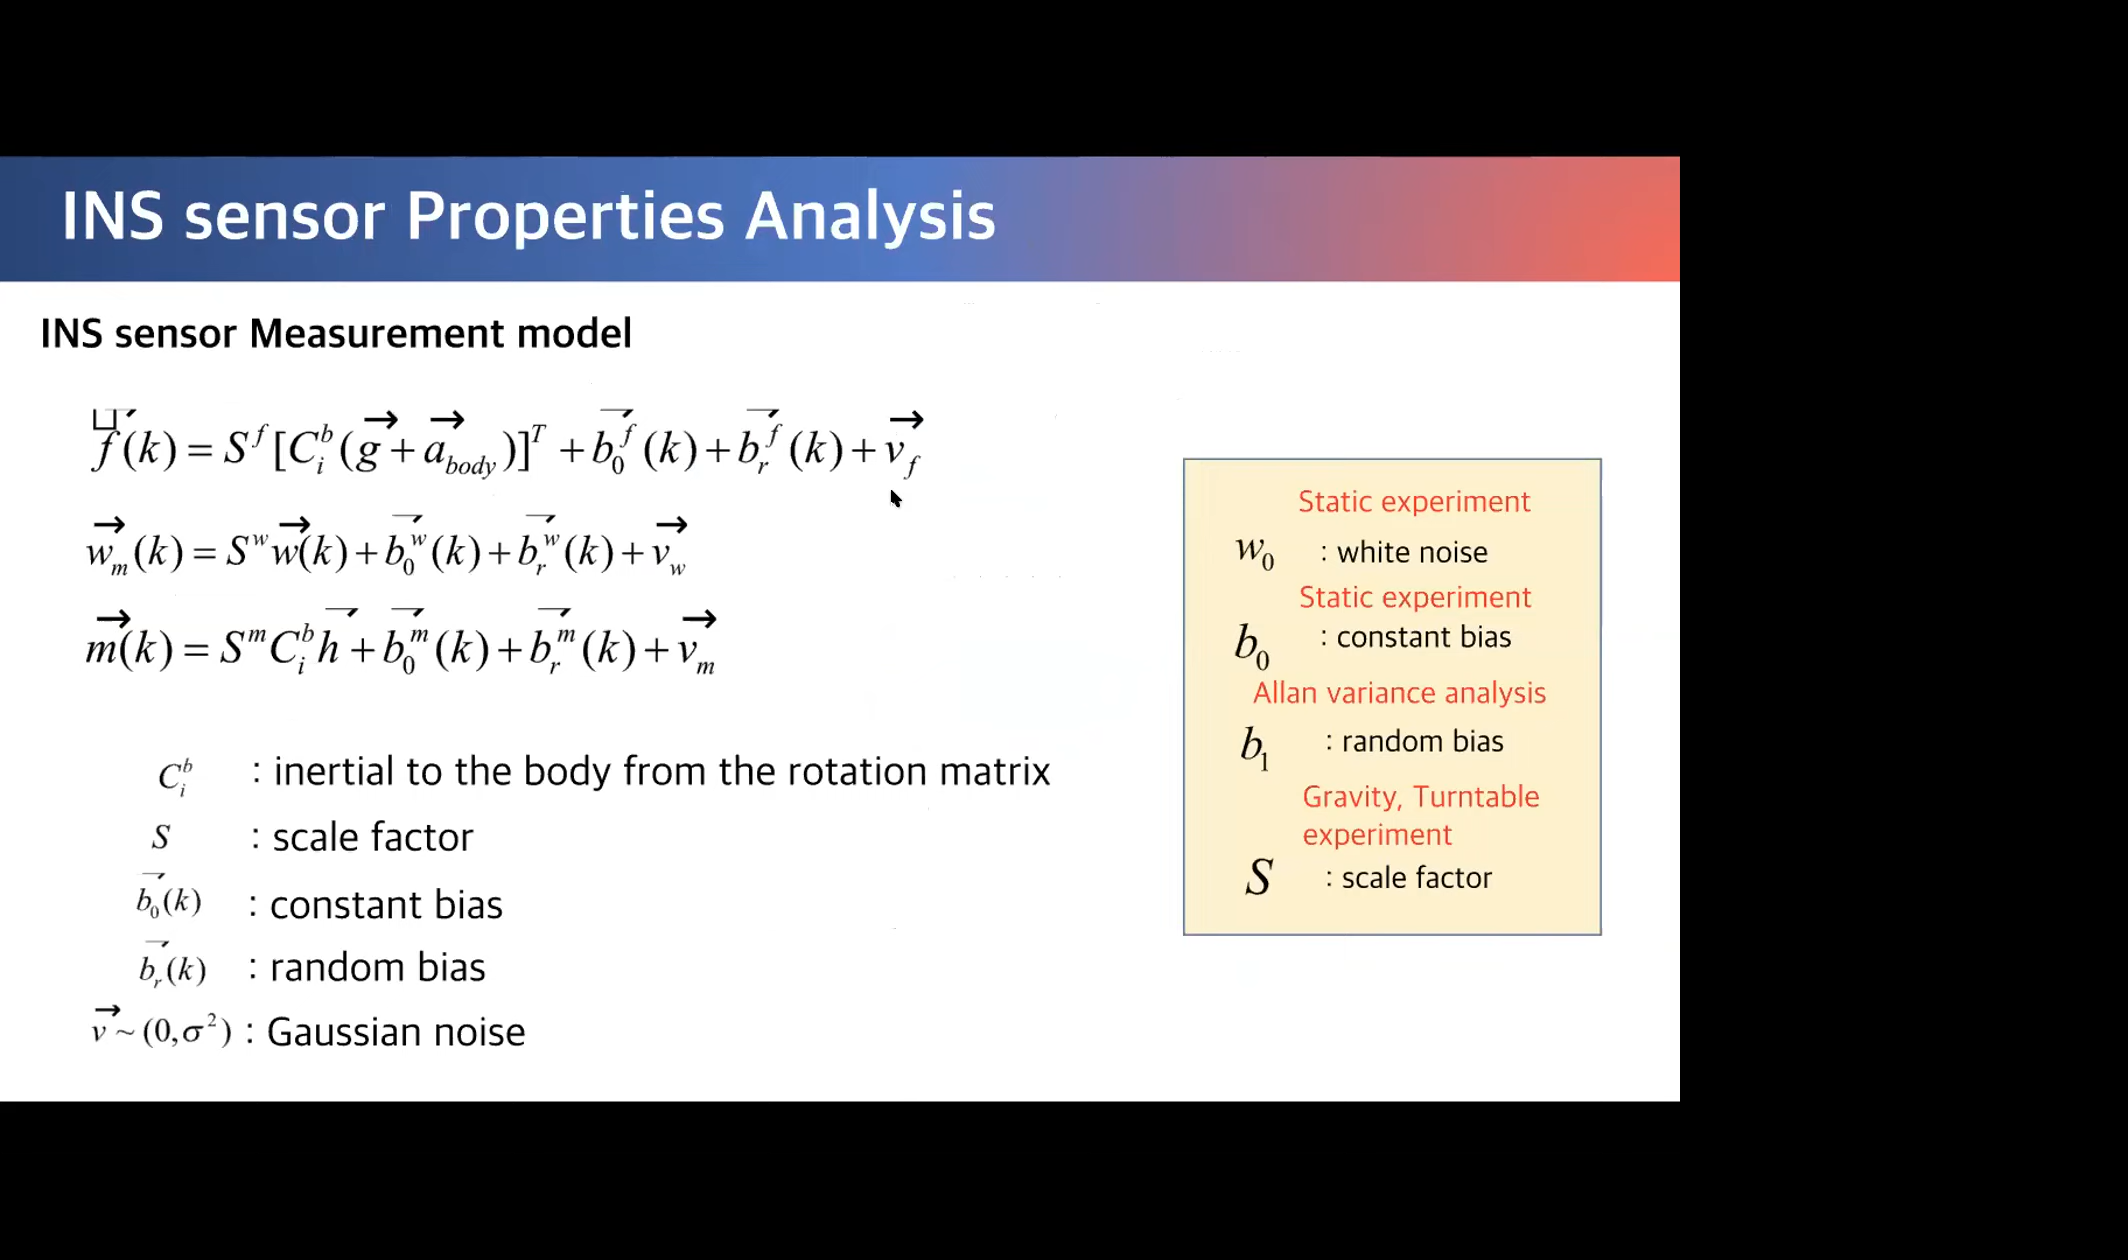 INS sensor Properties Analysis
INS sensor Measurement model
f(k) = S^f [C_i^b (g + a_body)]^T + b_0^f (k) + b_r^f (k) + v_f
w_m (k) = S^w w(k) + b_0^w (k) + b_r^w (k) + v_w
m(k) = S^m C_i^b h + b_0^m (k) + b_r^m (k) + v_m
C_i^b : inertial to the body from the rotation matrix
S : scale factor
b_0(k) : constant bias
b_r(k) : random bias
v ~ (0, σ²) : Gaussian noise
Static experiment
w_0 : white noise
Static experiment
b_0 : constant bias
Allan variance analysis
b_1 : random bias
Gravity, Turntable
experiment
S : scale factor